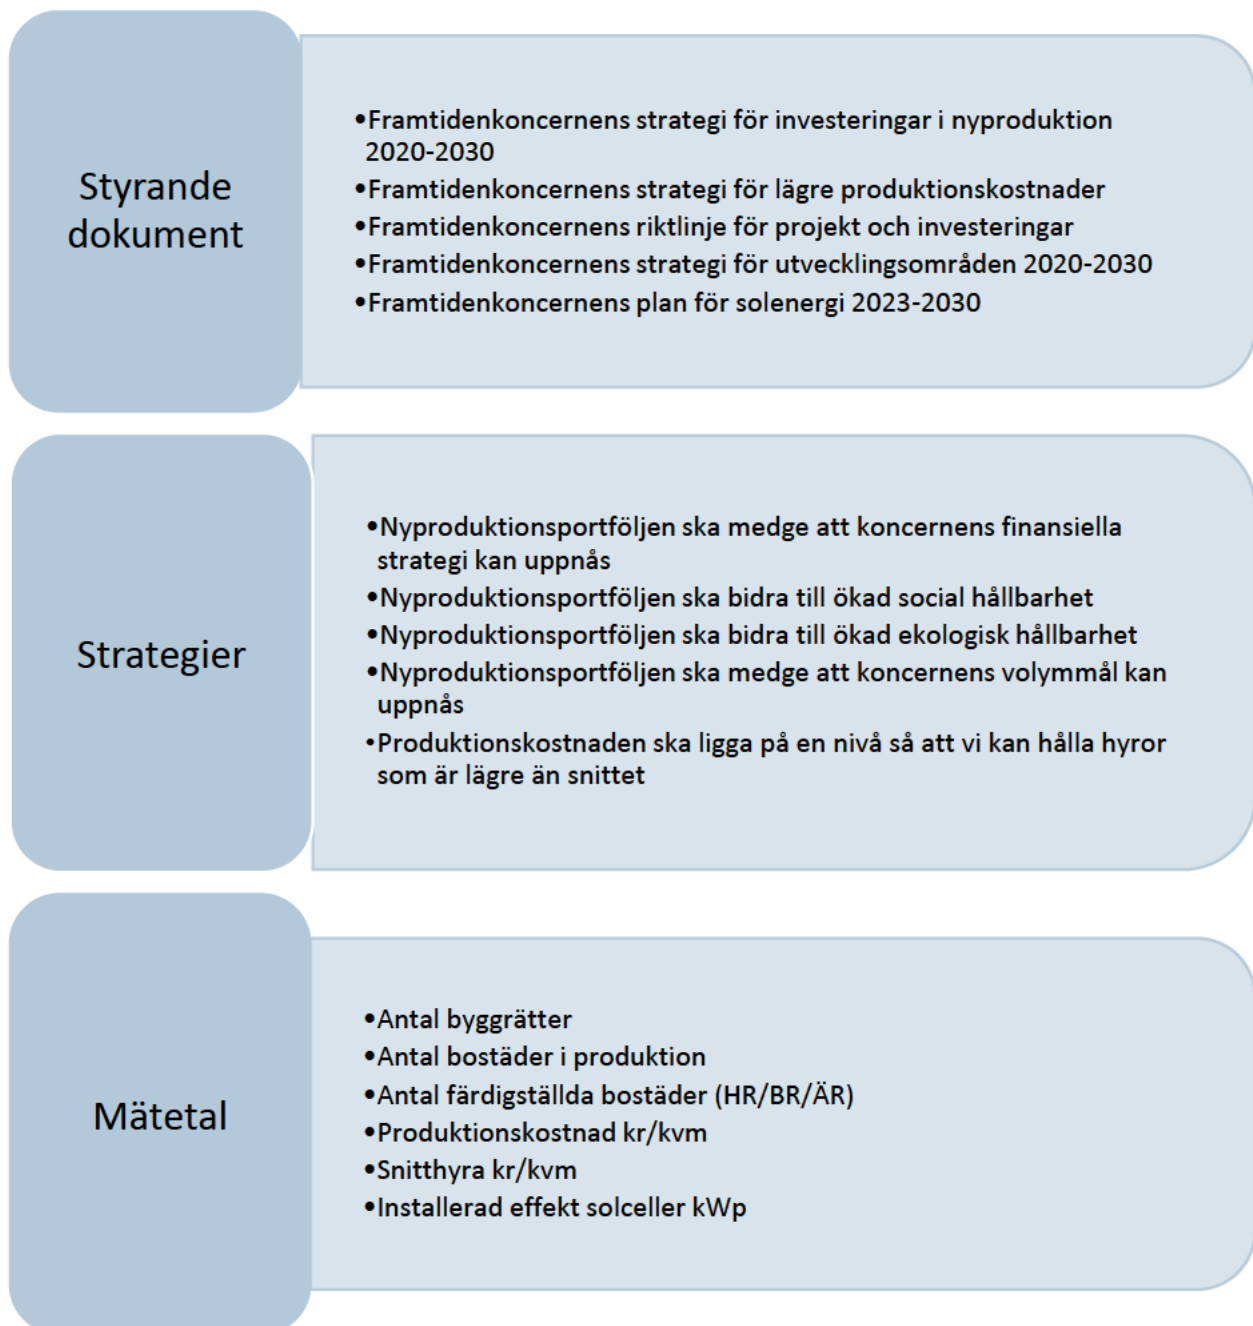 Styrande
dokument
•Framtidenkoncernens strategi för investeringar i nyproduktion
2020-2030
•Framtidenkoncernens strategi för lägre produktionskostnader
•Framtidenkoncernens riktlinje för projekt och investeringar
•Framtidenkoncernens strategi för utvecklingsområden 2020-2030
•Framtidenkoncernens plan för solenergi 2023-2030
Strategier
•Nyproduktionsportföljen ska medge att koncernens finansiella
strategi kan uppnås
•Nyproduktionsportföljen ska bidra till ökad social hållbarhet
•Nyproduktionsportföljen ska bidra till ökad ekologisk hållbarhet
•Nyproduktionsportföljen ska medge att koncernens volymmål kan
uppnås
•Produktionskostnaden ska ligga på en nivå så att vi kan hålla hyror
som är lägre än snittet
Mätetal
•Antal byggrätter
•Antal bostäder i produktion
•Antal färdigställda bostäder (HR/BR/ÄR)
•Produktionskostnad kr/kvm
•Snitthyra kr/kvm
•Installerad effekt solceller kWp